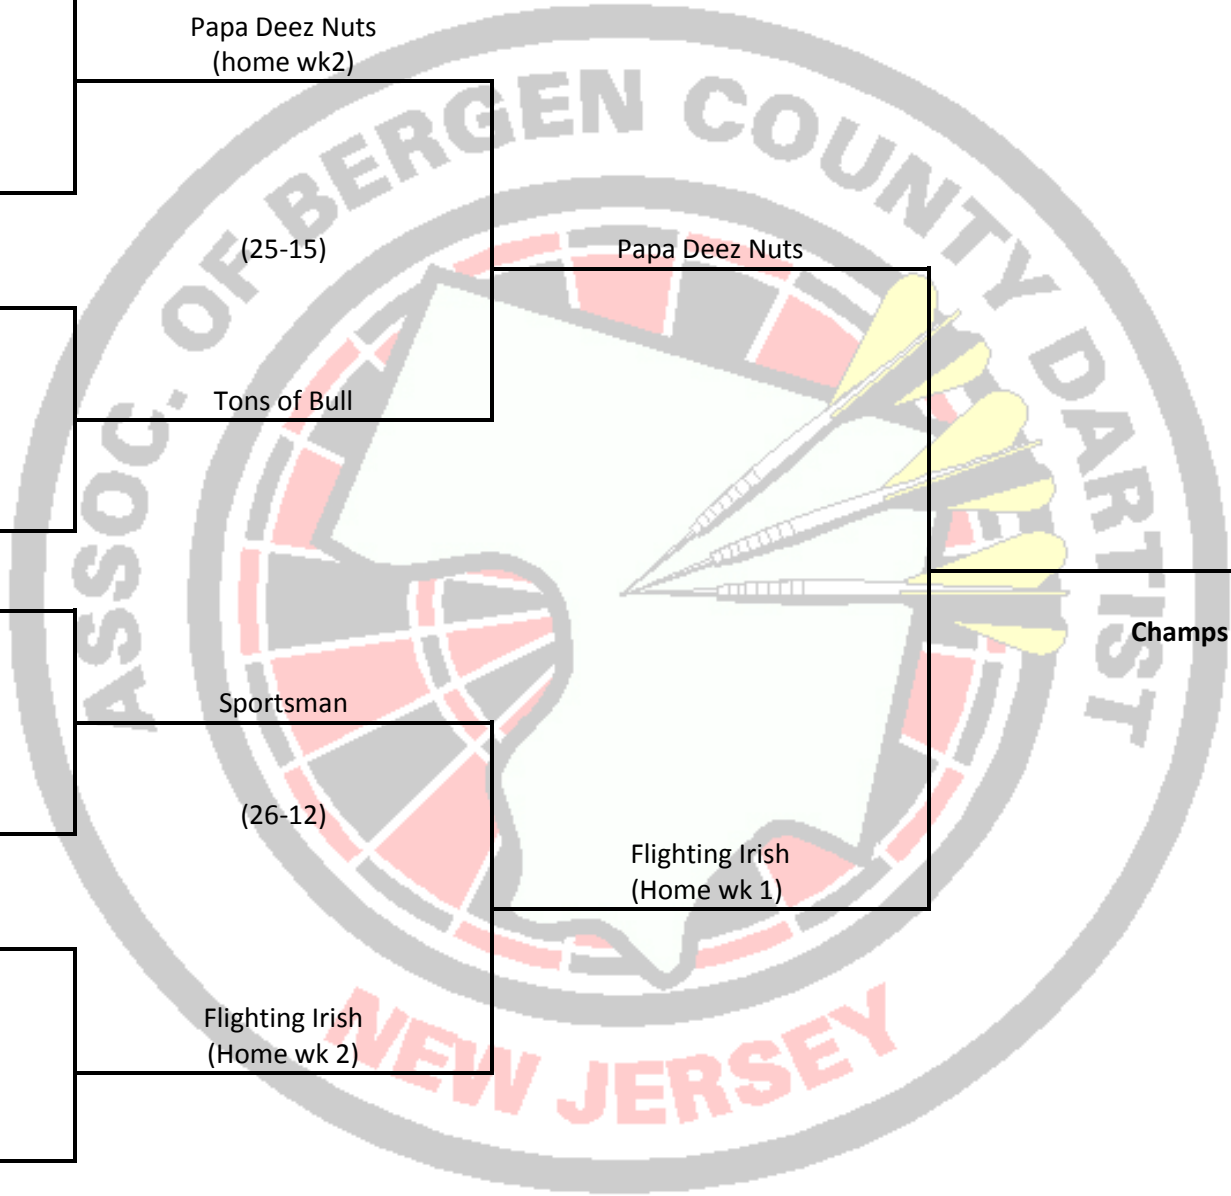 Papa Deez Nuts
(home wk2)
(25-15)
Papa Deez Nuts
Tons of Bull
Champs
Sportsman
(26-12)
Flighting Irish
(Home wk 1)
Flighting Irish
(Home wk 2)
ASSOC. OF BERGEN COUNTY DARTIST
NEW JERSEY